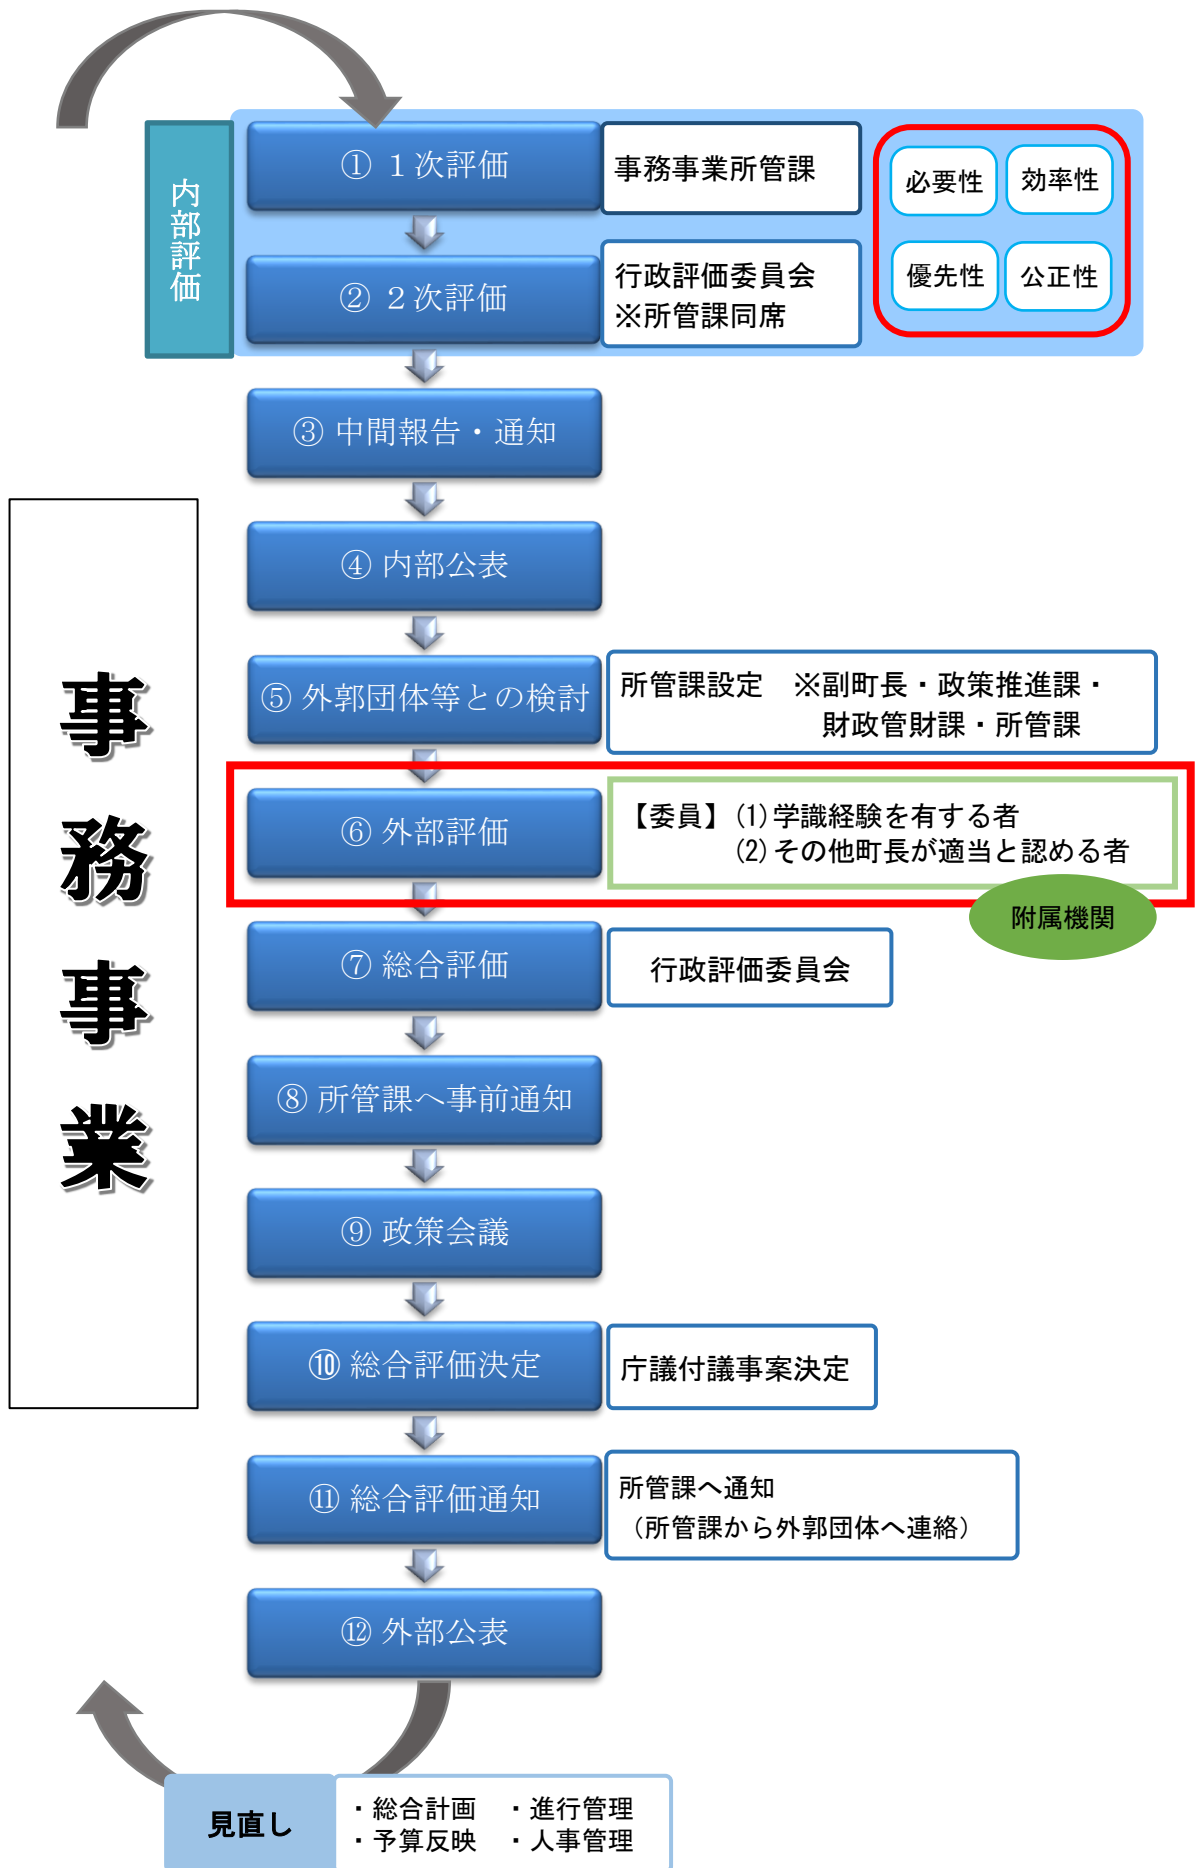 内部評価
① １次評価
事務事業所管課
必要性
効率性
② ２次評価
行政評価委員会
※所管課同席
優先性
公正性
③ 中間報告・通知
④ 内部公表
事務事業
⑤ 外郭団体等との検討
所管課設定　※副町長・政策推進課・
財政管財課・所管課
⑥ 外部評価
【委員】(1)学識経験を有する者
(2)その他町長が適当と認める者
附属機関
⑦ 総合評価
行政評価委員会
⑧ 所管課へ事前通知
⑨ 政策会議
⑩ 総合評価決定
庁議付議事案決定
⑪ 総合評価通知
所管課へ通知
（所管課から外郭団体へ連絡）
⑫ 外部公表
見直し
・総合計画　・進行管理
・予算反映　・人事管理